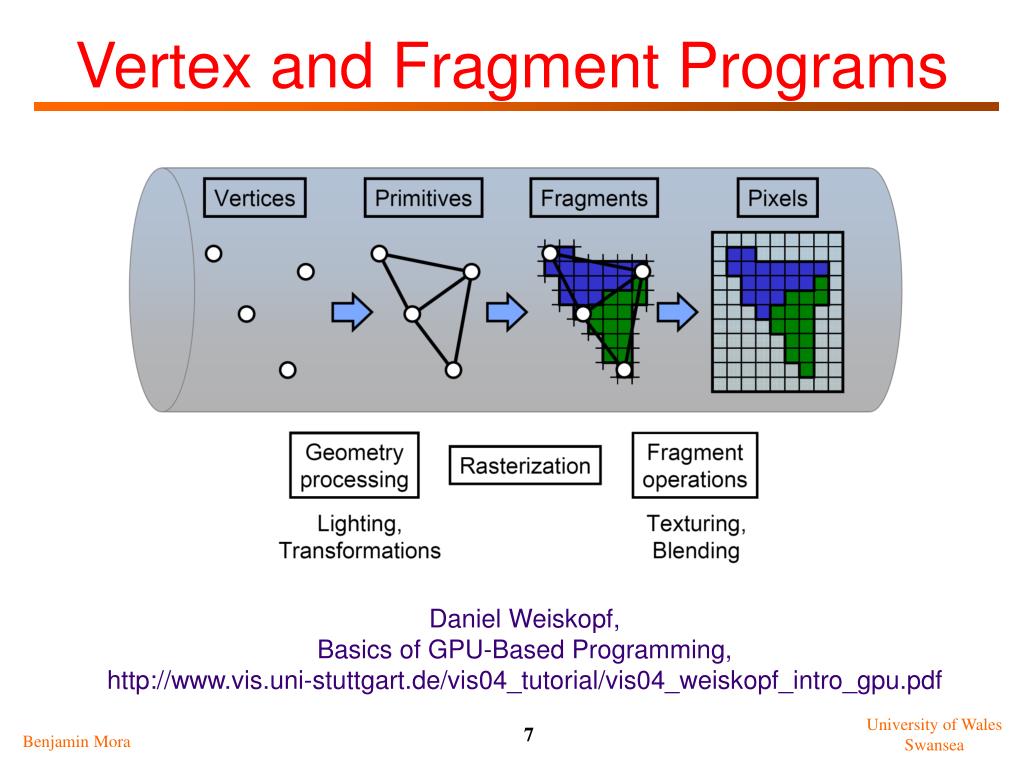 Vertex and Fragment Programs
Vertices
Primitives
Fragments
Pixels
Geometry
processing
Rasterization
Fragment
operations
Lighting,
Transformations
Texturing,
Blending
Daniel Weiskopf,
Basics of GPU-Based Programming,
http://www.vis.uni-stuttgart.de/vis04_tutorial/vis04_weiskopf_intro_gpu.pdf
Benjamin Mora
7
University of Wales
Swansea